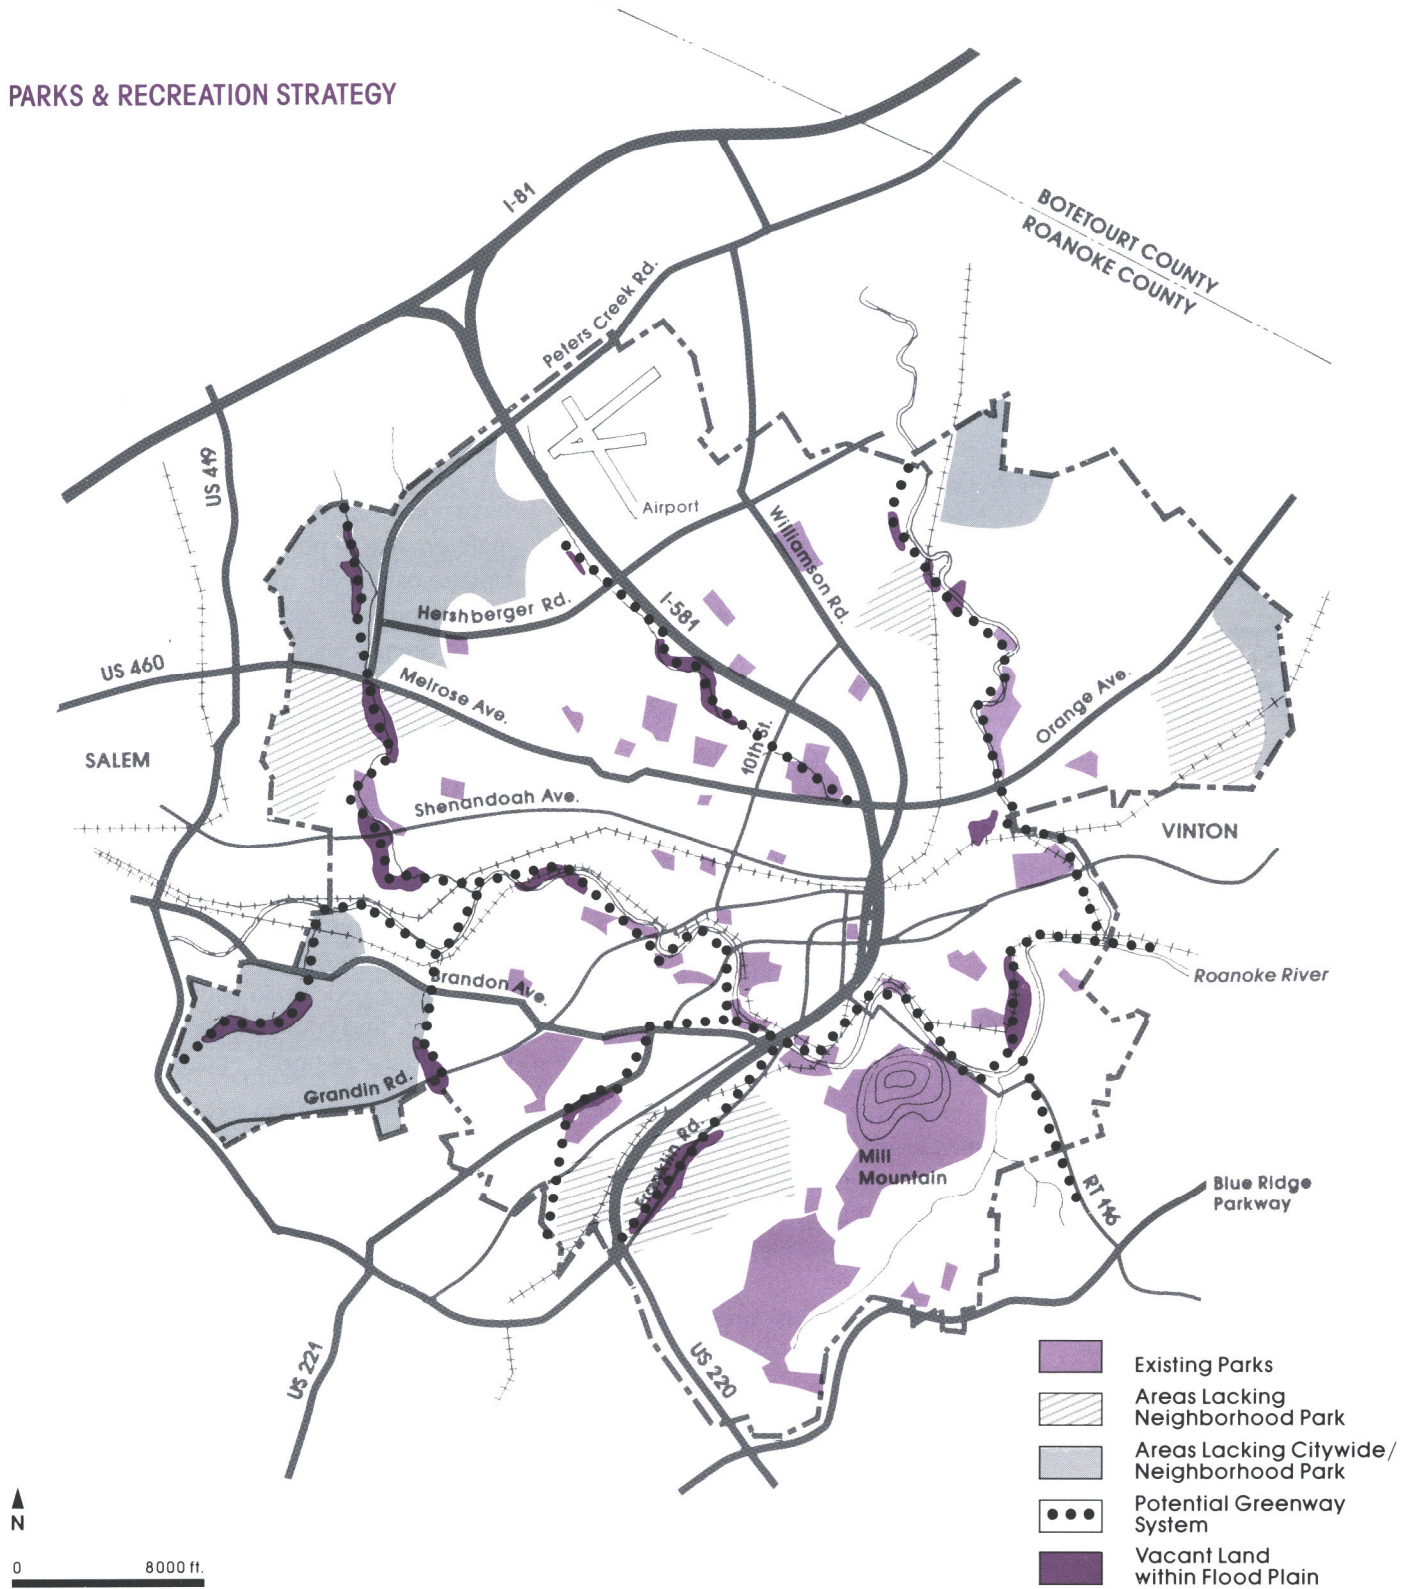 PARKS & RECREATION STRATEGY
I-81
BOTETOURT COUNTY
ROANOKE COUNTY
Peters Creek Rd.
US 419
Airport
Williamson Rd.
Hershberger Rd.
I-581
US 460
Melrose Ave.
Orange Ave.
10th St.
SALEM
Shenandoah Ave.
VINTON
Roanoke River
Brandon Ave.
Grandin Rd.
Franklin Rd.
Mill
Mountain
RT 116
Blue Ridge
Parkway
US 221
US 220
Existing Parks
Areas Lacking
Neighborhood Park
Areas Lacking Citywide/
Neighborhood Park
Potential Greenway
System
Vacant Land
within Flood Plain
N
0 8000 ft.